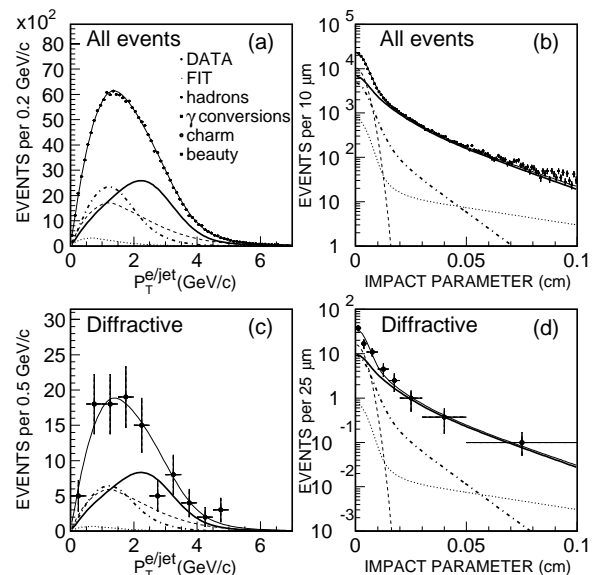 x10²
All events (a)
DATA
FIT
hadrons
γ conversions
charm
beauty
80
70
60
50
40
30
20
10
0
EVENTS per 0.2 GeV/c
0 2 4 6
P_T^e/jet (GeV/c)
All events (b)
10⁵
10⁴
10³
10²
10
1
EVENTS per 10 µm
0 0.05 0.1
IMPACT PARAMETER (cm)
Diffractive (c)
30
25
20
15
10
5
0
EVENTS per 0.5 GeV/c
0 2 4 6
P_T^e/jet (GeV/c)
Diffractive (d)
10²
10
1
10⁻¹
10⁻²
10⁻³
EVENTS per 25 µm
0 0.05 0.1
IMPACT PARAMETER (cm)